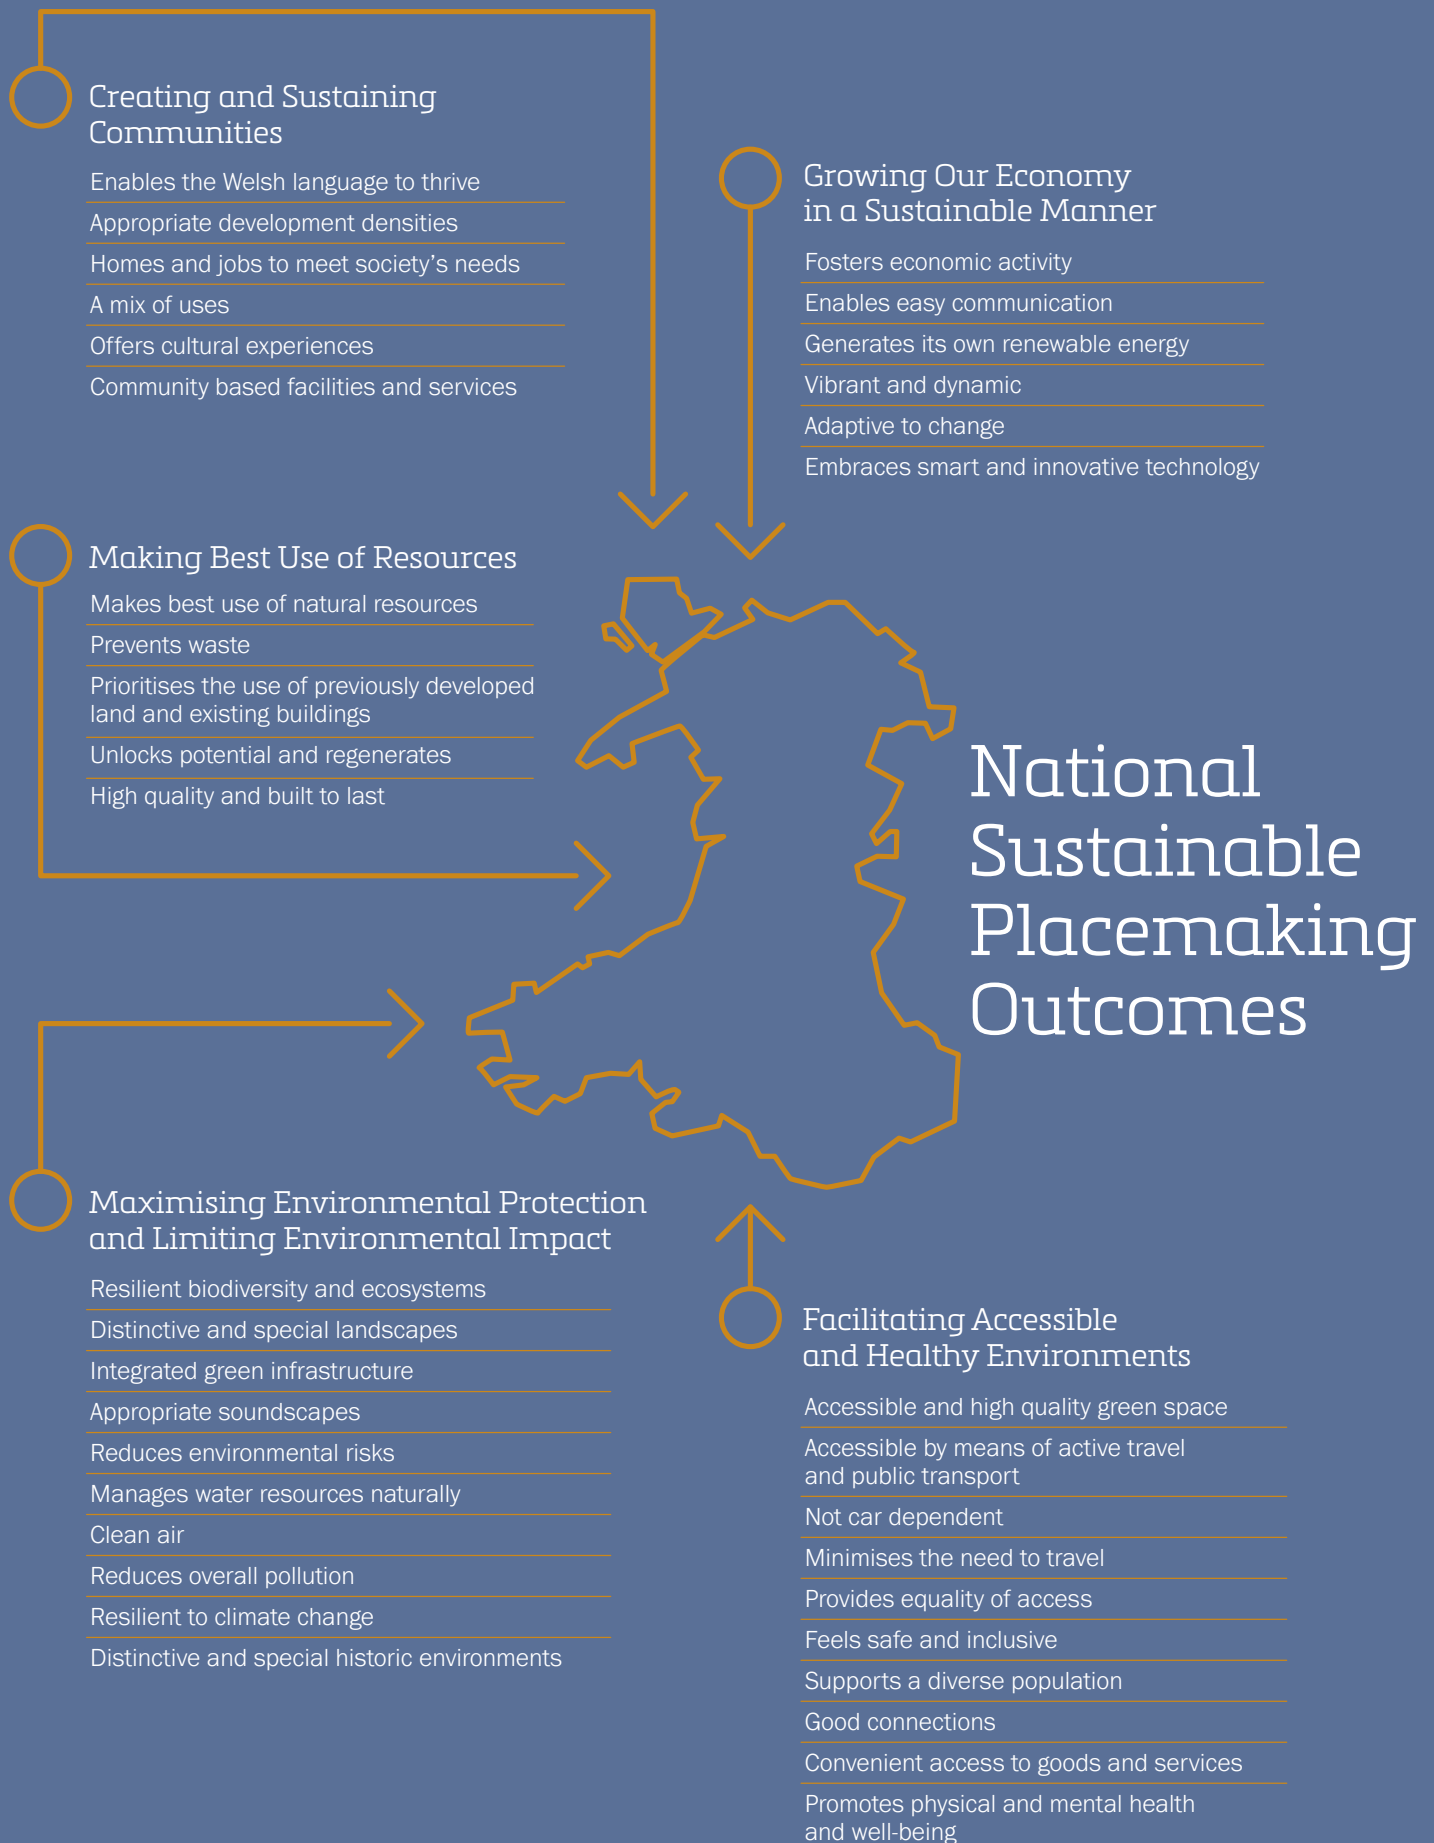 Creating and Sustaining
Communities
Enables the Welsh language to thrive
Appropriate development densities
Homes and jobs to meet society's needs
A mix of uses
Offers cultural experiences
Community based facilities and services
Growing Our Economy
in a Sustainable Manner
Fosters economic activity
Enables easy communication
Generates its own renewable energy
Vibrant and dynamic
Adaptive to change
Embraces smart and innovative technology
Making Best Use of Resources
Makes best use of natural resources
Prevents waste
Prioritises the use of previously developed
land and existing buildings
Unlocks potential and regenerates
High quality and built to last
National
Sustainable
Placemaking
Outcomes
Maximising Environmental Protection
and Limiting Environmental Impact
Resilient biodiversity and ecosystems
Distinctive and special landscapes
Integrated green infrastructure
Appropriate soundscapes
Reduces environmental risks
Manages water resources naturally
Clean air
Reduces overall pollution
Resilient to climate change
Distinctive and special historic environments
Facilitating Accessible
and Healthy Environments
Accessible and high quality green space
Accessible by means of active travel
and public transport
Not car dependent
Minimises the need to travel
Provides equality of access
Feels safe and inclusive
Supports a diverse population
Good connections
Convenient access to goods and services
Promotes physical and mental health
and well-being